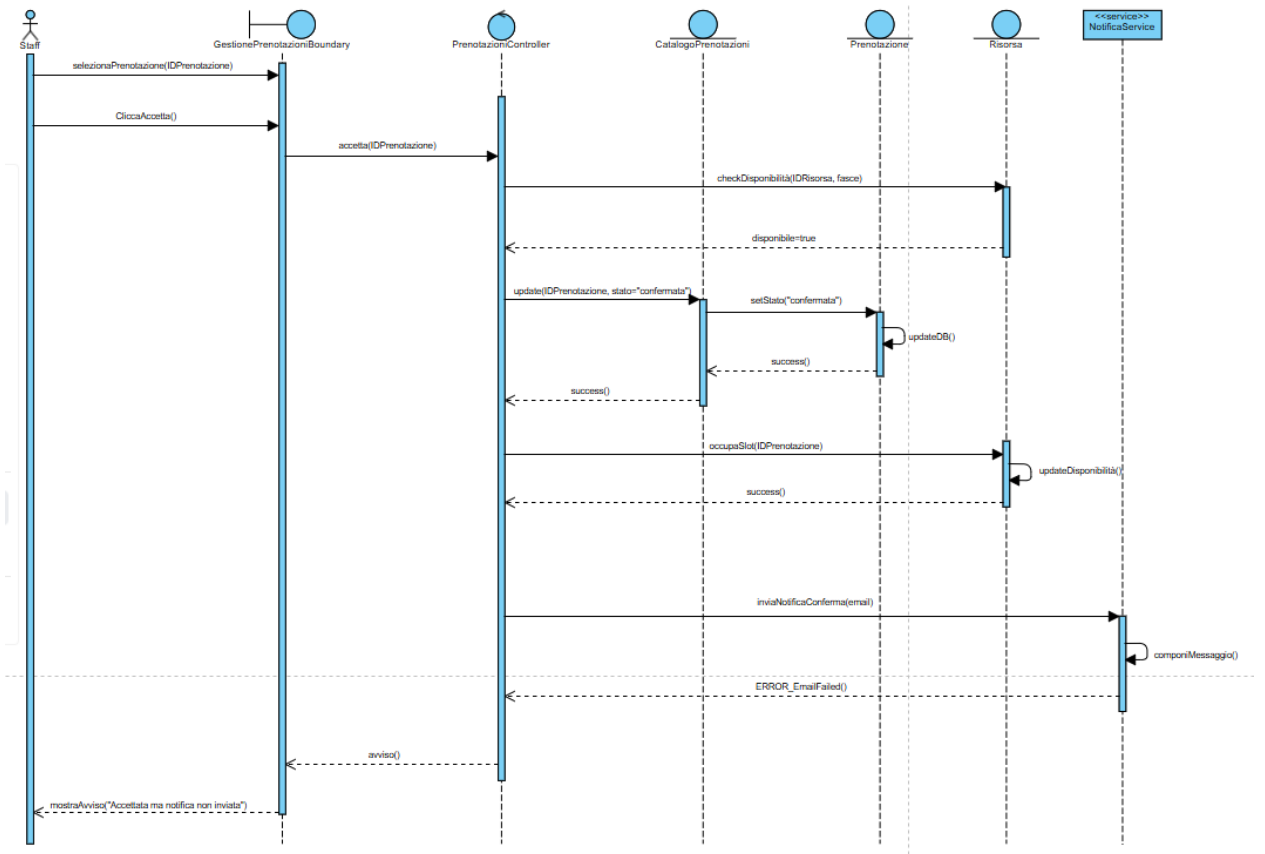 Staff
GestionePrenotazioniBoundary
PrenotazioniController
CatalogoPrenotazioni
Prenotazione
Risorsa
<<service>>
NotificaService
selezionaPrenotazione(IDPrenotazione)
CliccaAccetta()
accetta(IDPrenotazione)
checkDisponibilità(IDRisorsa, fasce)
disponibile=true
update(IDPrenotazione, stato="confermata")
setStato("confermata")
updateDB()
success()
success()
occupaSlot(IDPrenotazione)
updateDisponibilità()
success()
inviaNotificaConferma(email)
componiMessaggio()
ERROR_EmailFailed()
avviso()
mostraAvviso("Accettata ma notifica non inviata")